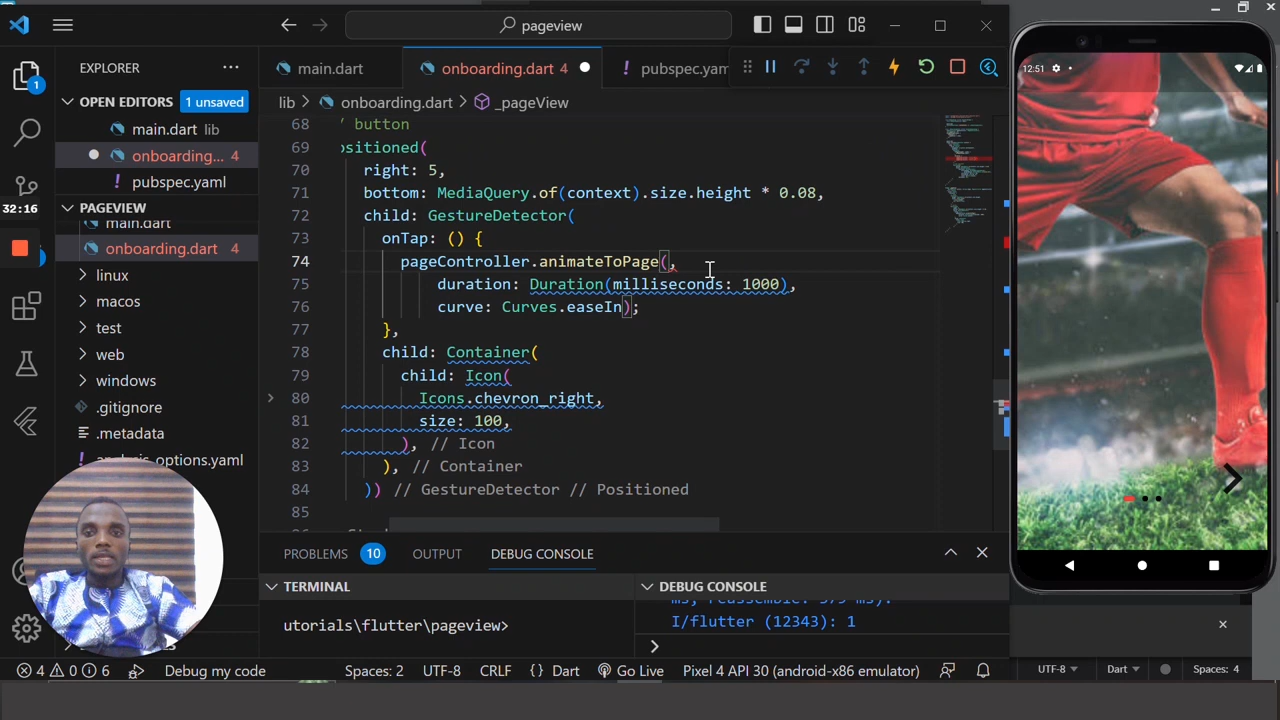 pageview
EXPLORER
main.dart
onboarding.dart 4
pubspec.yam
OPEN EDITORS
1 unsaved
lib > onboarding.dart > _pageView
main.dart lib
onboarding... 4
pubspec.yaml
PAGEVIEW
main.dart
onboarding.dart 4
linux
macos
test
web
windows
.gitignore
.metadata
analysis_options.yaml
1
32:16
68 / button
69 ositioned(
70 right: 5,
71 bottom: MediaQuery.of(context).size.height * 0.08,
72 child: GestureDetector(
73 onTap: () {
74 pageController.animateToPage(,
75 duration: Duration(milliseconds: 1000),
76 curve: Curves.easeIn);
77 },
78 child: Container(
79 child: Icon(
80 Icons.chevron_right,
81 size: 100,
82 ), // Icon
83 ), // Container
84 )) // GestureDetector // Positioned
85
PROBLEMS 10 OUTPUT DEBUG CONSOLE
TERMINAL
utorials\flutter\pageview>
DEBUG CONSOLE
I/flutter (12343): 1
4 0 6 Debug my code
Spaces: 2 UTF-8 CRLF {} Dart Go Live Pixel 4 API 30 (android-x86 emulator)
12:51
UTF-8 Dart Spaces: 4